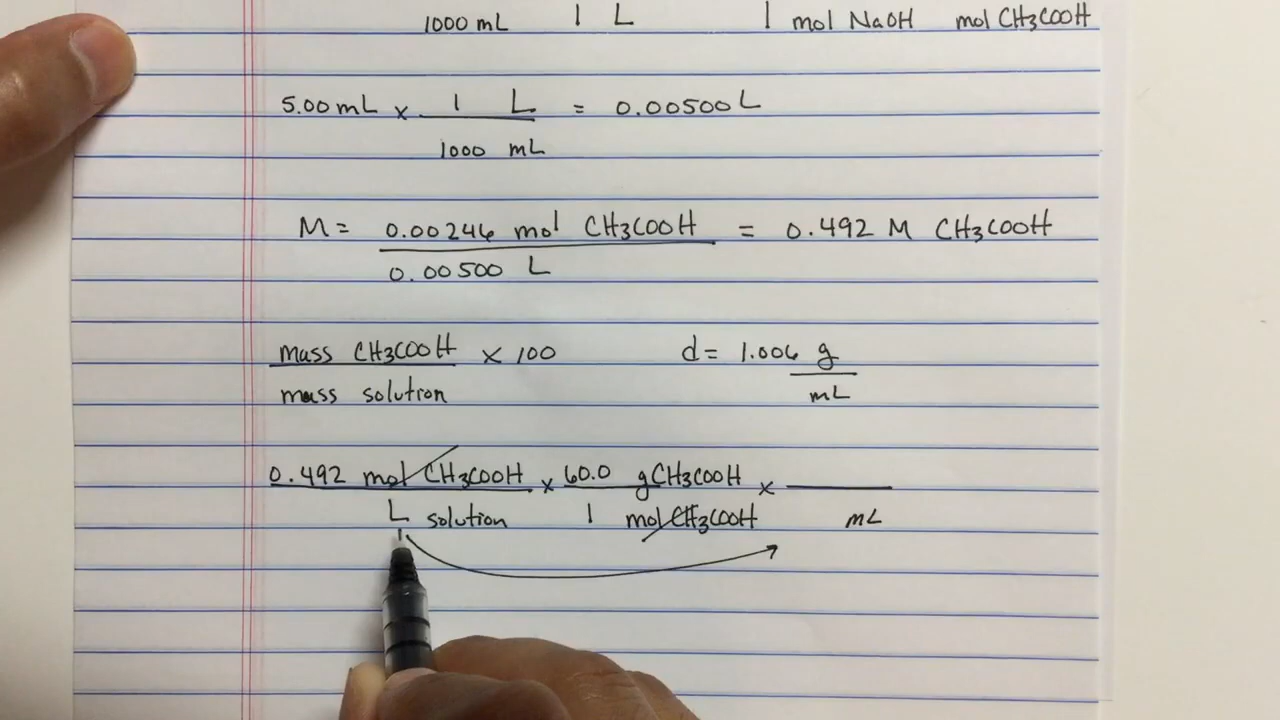 1000 mL 1 L 1 mol NaOH mol CH3COOH
5.00 mL x 1 L = 0.00500 L
1000 mL
M = 0.00246 mol CH3COOH = 0.492 M CH3COOH
0.00500 L
mass CH3COOH x 100 d = 1.006 g
mass solution mL
0.492 mol CH3COOH x 60.0 g CH3COOH x
L solution 1 mol CH3COOH mL